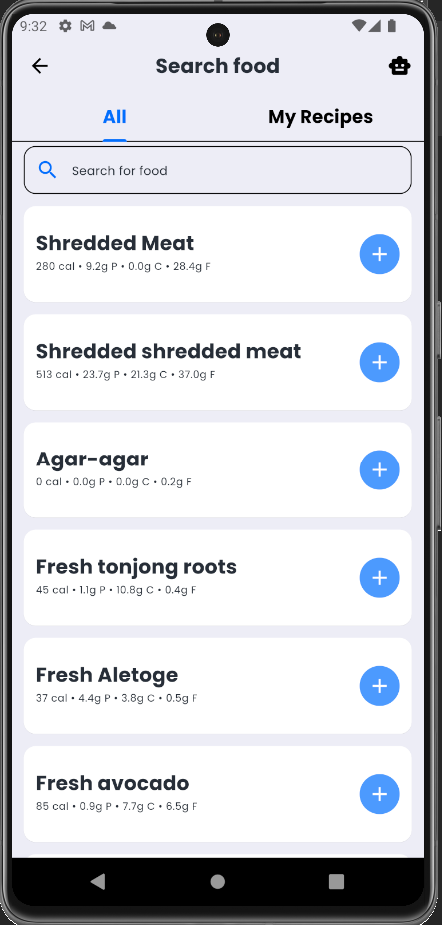 9:32
Search food
All
My Recipes
Search for food
Shredded Meat
280 cal • 9.2g P • 0.0g C • 28.4g F
Shredded shredded meat
513 cal • 23.7g P • 21.3g C • 37.0g F
Agar-agar
0 cal • 0.0g P • 0.0g C • 0.2g F
Fresh tonjong roots
45 cal • 1.1g P • 10.8g C • 0.4g F
Fresh Aletoge
37 cal • 4.4g P • 3.8g C • 0.5g F
Fresh avocado
85 cal • 0.9g P • 7.7g C • 6.5g F